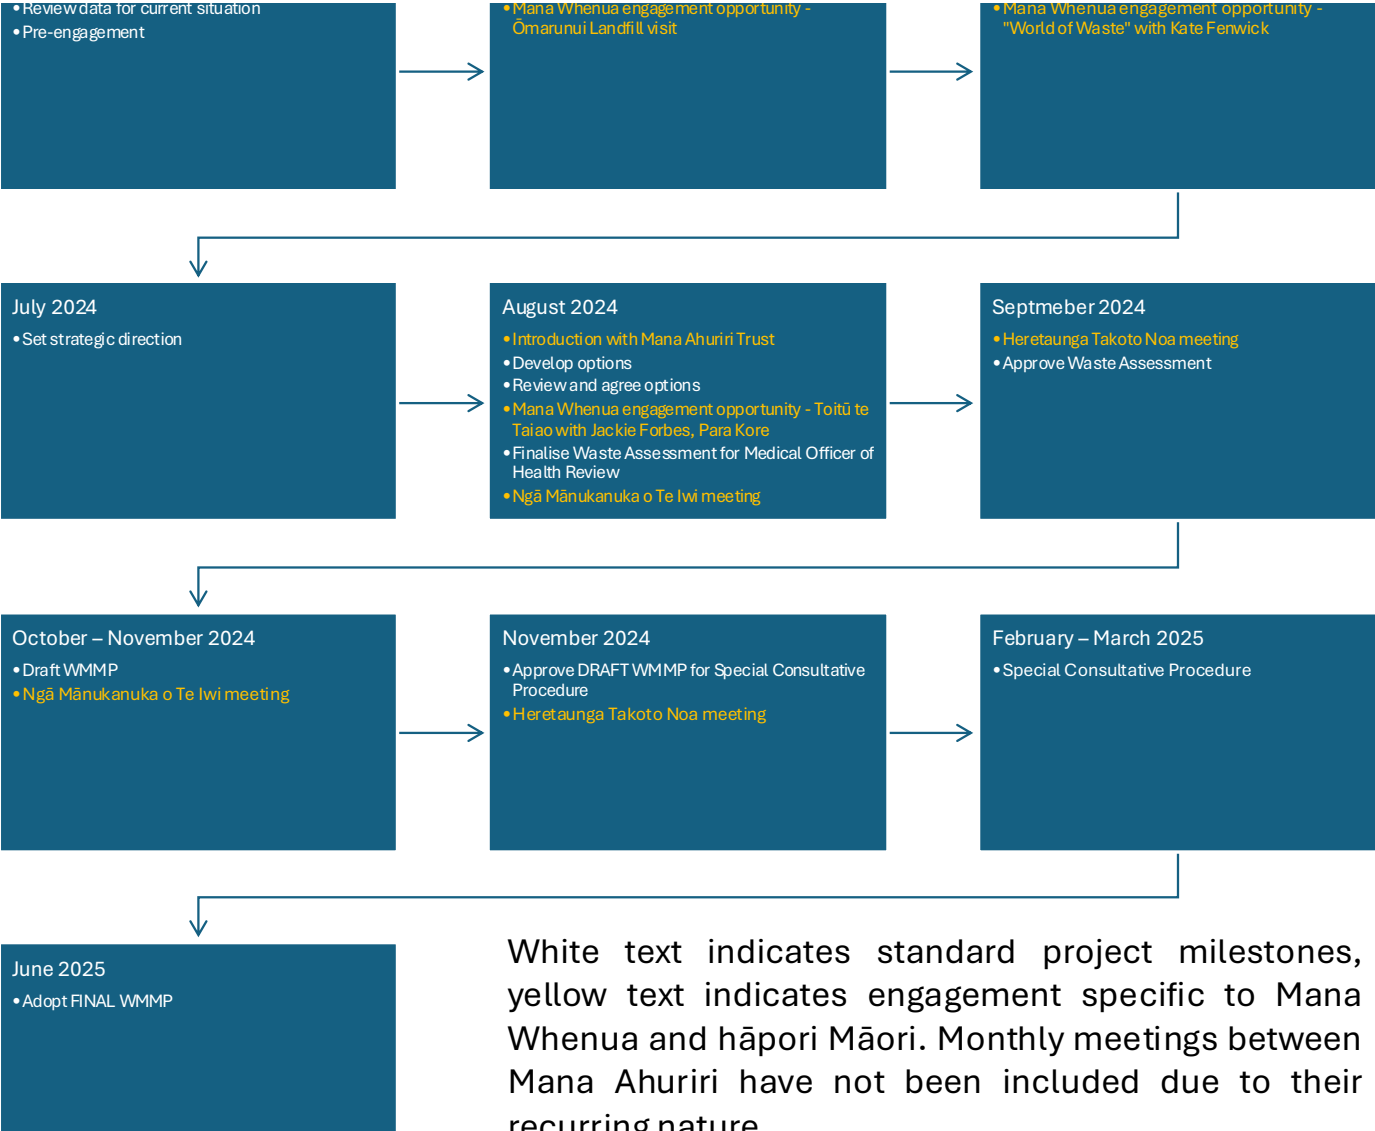 •Review data for current situation
•Pre-engagement
•Mana Whenua engagement opportunity -
Ōmarunui Landfill visit
•Mana Whenua engagement opportunity -
"World of Waste" with Kate Fenwick
July 2024
•Set strategic direction
August 2024
•Introduction with Mana Ahuriri Trust
•Develop options
•Review and agree options
•Mana Whenua engagement opportunity - Toitū te
Taiao with Jackie Forbes, Para Kore
•Finalise Waste Assessment for Medical Officer of
Health Review
•Ngā Mānukanuka o Te Iwi meeting
Septmeber 2024
•Heretaunga Takoto Noa meeting
•Approve Waste Assessment
October – November 2024
•Draft WMMP
•Ngā Mānukanuka o Te Iwi meeting
November 2024
•Approve DRAFT WMMP for Special Consultative
Procedure
•Heretaunga Takoto Noa meeting
February – March 2025
•Special Consultative Procedure
June 2025
•Adopt FINAL WMMP
White text indicates standard project milestones,
yellow text indicates engagement specific to Mana
Whenua and hāpori Māori. Monthly meetings between
Mana Ahuriri have not been included due to their
recurring nature